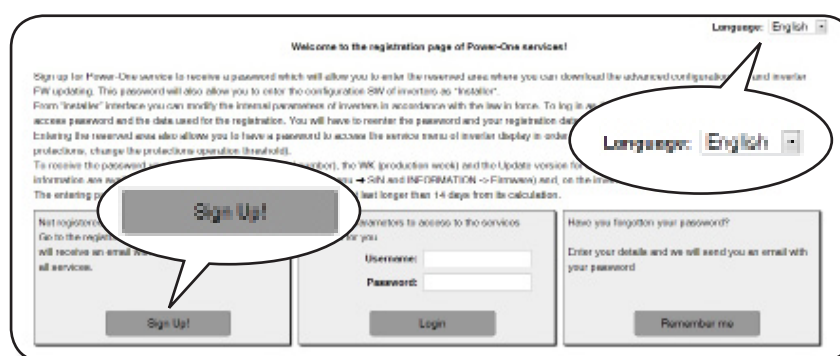 Language: English
Welcome to the registration page of Power-One services!
Sign up for Power-One service to receive a password which will allow you to enter the reserved area where you can download the advanced configuration and inverter
FW updating. This password will also allow you to enter the configuration SW of inverters as "Installer".
From "Installer" interface you can modify the internal parameters of inverters in accordance with the law in force. To log in as
access password and the data used for the registration. You will have to reenter the password and your registration
Entering the reserved area also allows you to have a password to access the service menu of inverter display in
protections, change the protections operation threshold).
Language: English
To receive the password the WK (production week) and the Update version for
information are → S/N and INFORMATION -> Firmware) and, on the
The entering last longer than 14 days from its calculation.
Sign Up!
Not registered
Go to the
will receive an email
all services.
Sign Up!
parameters to access to the services
for you
Username:
Password:
Login
Have you forgotten your password?
Enter your details and we will send you an email with
your password
Remember me